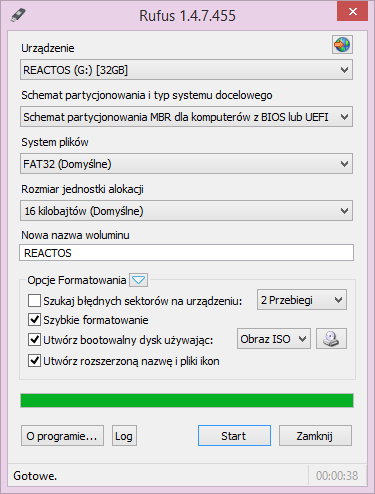 Rufus 1.4.7.455
Urządzenie
REACTOS (G:) [32GB]
Schemat partycjonowania i typ systemu docelowego
Schemat partycjonowania MBR dla komputerów z BIOS lub UEFI
System plików
FAT32 (Domyślne)
Rozmiar jednostki alokacji
16 kilobajtów (Domyślne)
Nowa nazwa woluminu
REACTOS
Opcje Formatowania
Szukaj błędnych sektorów na urządzeniu: 2 Przebiegi
Szybkie formatowanie
Utwórz bootowalny dysk używając: Obraz ISO
Utwórz rozszerzoną nazwę i pliki ikon
O programie... Log Start Zamknij
Gotowe. 00:00:38